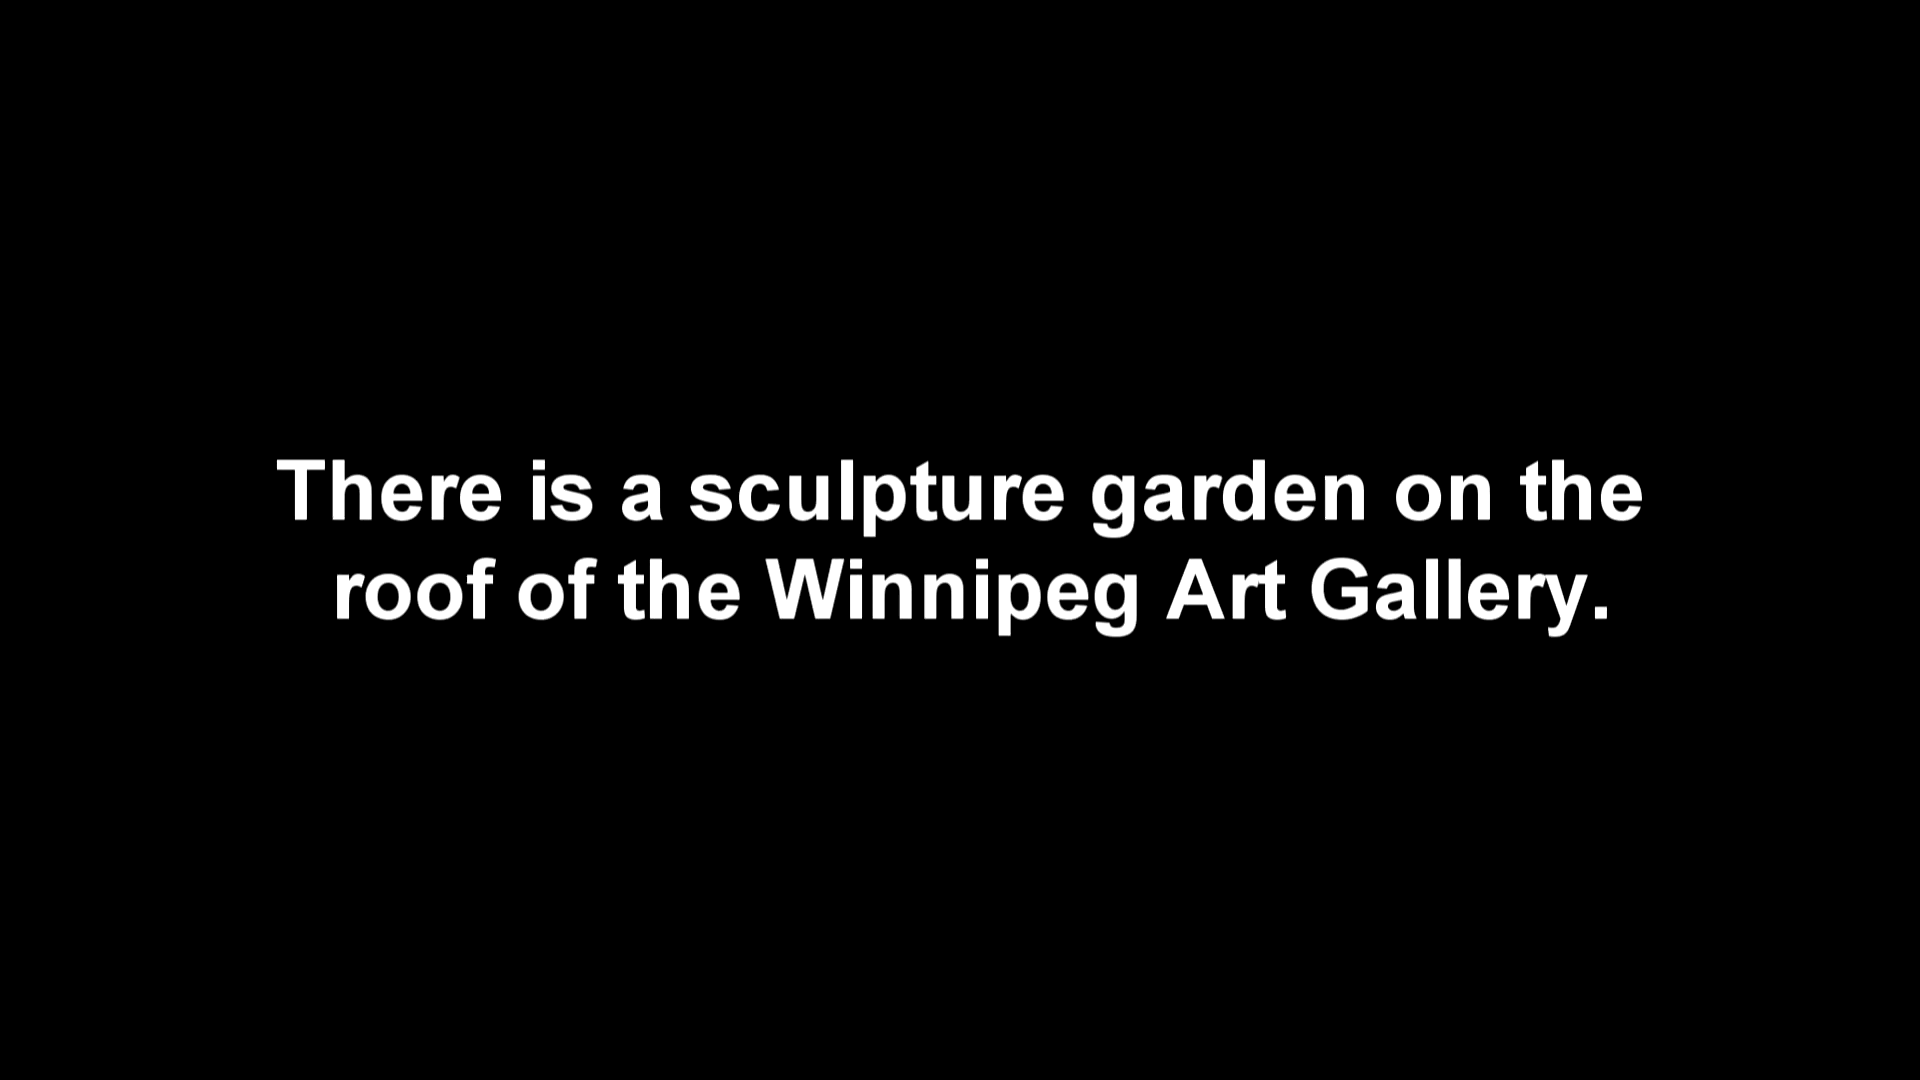 There is a sculpture garden on the
roof of the Winnipeg Art Gallery.